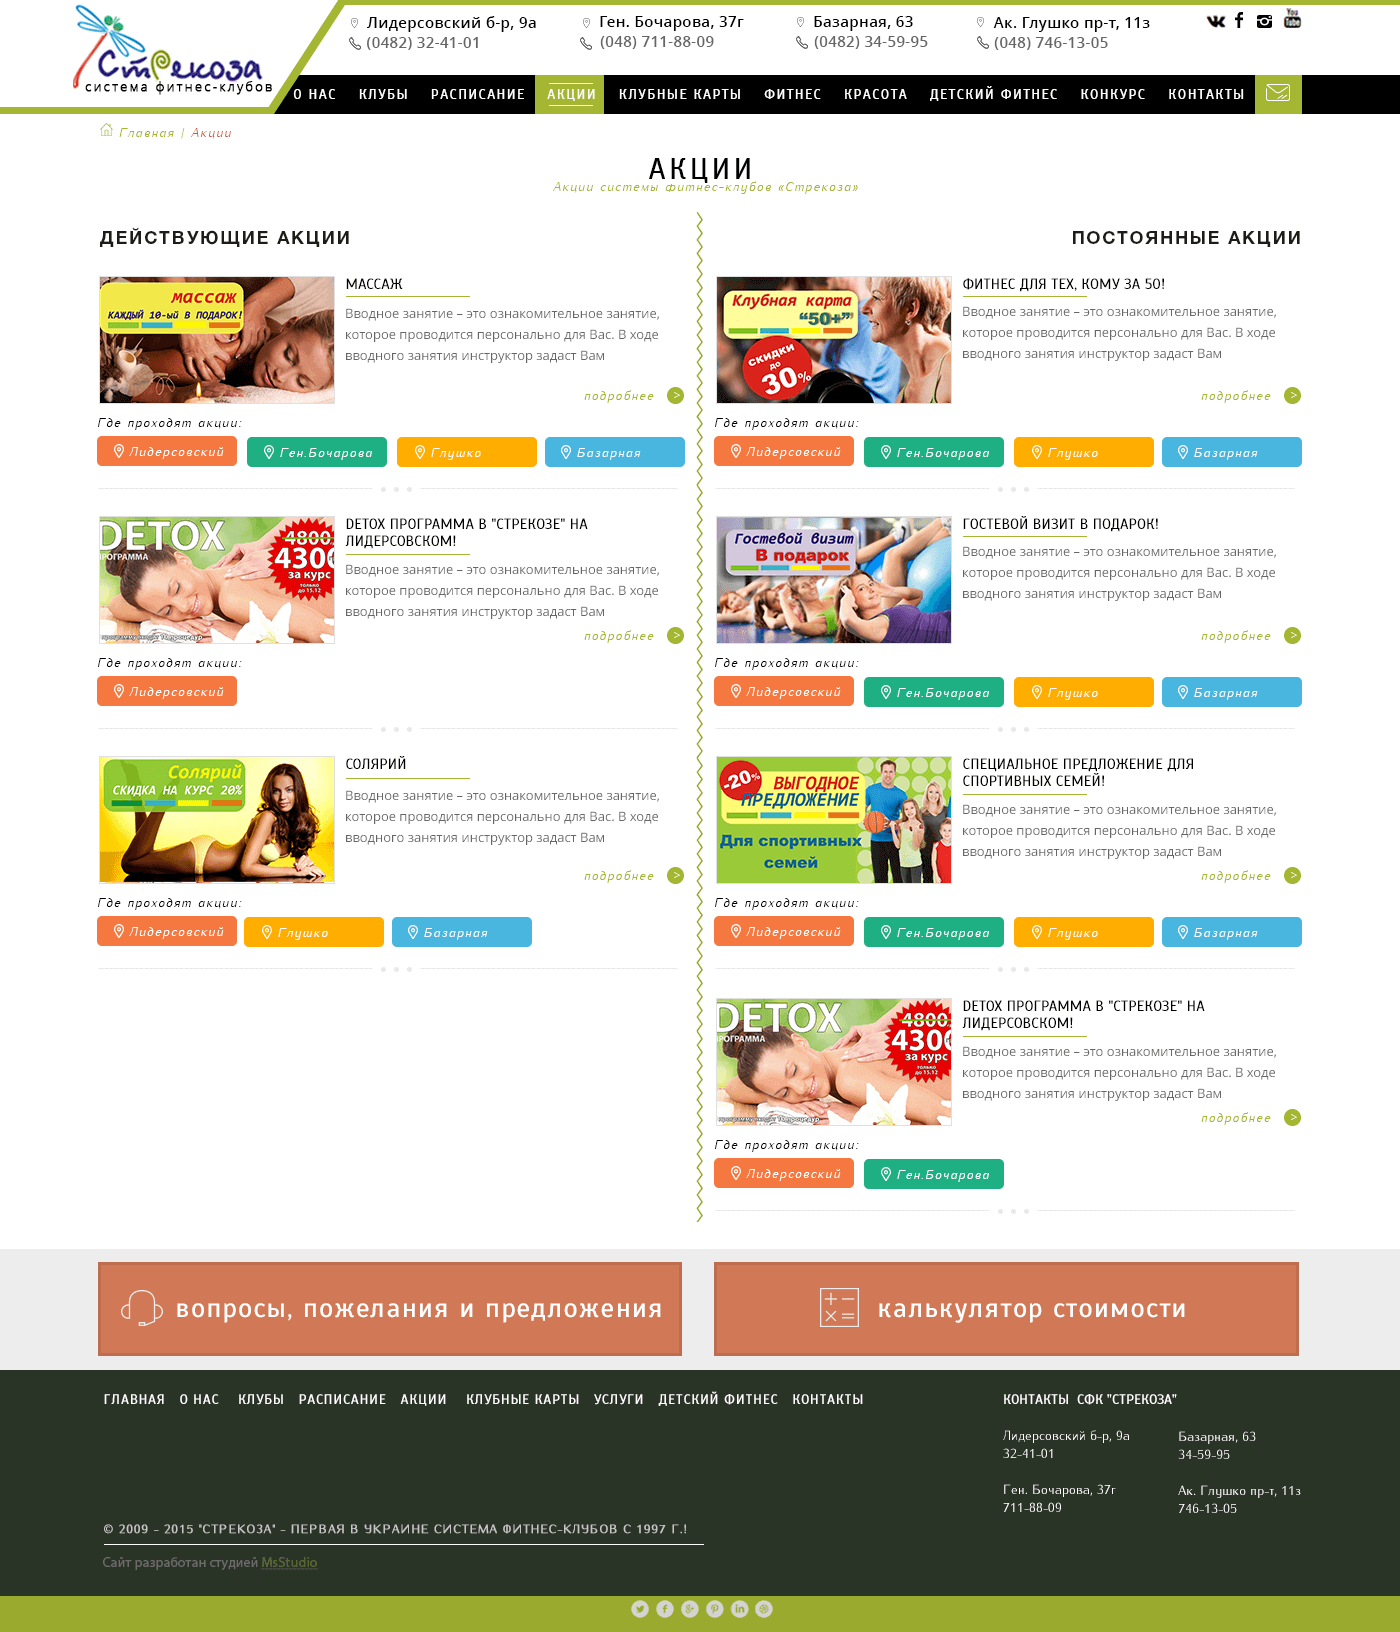 Стрекоза
система фитнес-клубов
Лидерсовский б-р, 9а
(0482) 32-41-01
Ген. Бочарова, 37г
(048) 711-88-09
Базарная, 63
(0482) 34-59-95
Ак. Глушко пр-т, 11з
(048) 746-13-05
You Tube
О НАС КЛУБЫ РАСПИСАНИЕ АКЦИИ КЛУБНЫЕ КАРТЫ ФИТНЕС КРАСОТА ДЕТСКИЙ ФИТНЕС КОНКУРС КОНТАКТЫ
Главная | Акции
АКЦИИ
Акции системы фитнес-клубов «Стрекоза»
ДЕЙСТВУЮЩИЕ АКЦИИ
массаж
КАЖДЫЙ 10-ый В ПОДАРОК!
МАССАЖ
Вводное занятие – это ознакомительное занятие,
которое проводится персонально для Вас. В ходе
вводного занятия инструктор задаст Вам
подробнее >
Где проходят акции:
Лидерсовский Ген.Бочарова Глушко Базарная
DETOX
ПРОГРАММА
4800
4300
за курс
только
до 15.12
DETOX ПРОГРАММА В "СТРЕКОЗЕ" НА
ЛИДЕРСОВСКОМ!
Вводное занятие – это ознакомительное занятие,
которое проводится персонально для Вас. В ходе
вводного занятия инструктор задаст Вам
подробнее >
Где проходят акции:
Лидерсовский
Солярий
СКИДКА НА КУРС 20%
СОЛЯРИЙ
Вводное занятие – это ознакомительное занятие,
которое проводится персонально для Вас. В ходе
вводного занятия инструктор задаст Вам
подробнее >
Где проходят акции:
Лидерсовский Глушко Базарная
ПОСТОЯННЫЕ АКЦИИ
Клубная карта
“50+”
скидки
до
30%
ФИТНЕС ДЛЯ ТЕХ, КОМУ ЗА 50!
Вводное занятие – это ознакомительное занятие,
которое проводится персонально для Вас. В ходе
вводного занятия инструктор задаст Вам
подробнее >
Где проходят акции:
Лидерсовский Ген.Бочарова Глушко Базарная
Гостевой визит
В подарок
ГОСТЕВОЙ ВИЗИТ В ПОДАРОК!
Вводное занятие – это ознакомительное занятие,
которое проводится персонально для Вас. В ходе
вводного занятия инструктор задаст Вам
подробнее >
Где проходят акции:
Лидерсовский Ген.Бочарова Глушко Базарная
-20%
ВЫГОДНОЕ
ПРЕДЛОЖЕНИЕ
Для спортивных
семей
СПЕЦИАЛЬНОЕ ПРЕДЛОЖЕНИЕ ДЛЯ
СПОРТИВНЫХ СЕМЕЙ!
Вводное занятие – это ознакомительное занятие,
которое проводится персонально для Вас. В ходе
вводного занятия инструктор задаст Вам
подробнее >
Где проходят акции:
Лидерсовский Ген.Бочарова Глушко Базарная
DETOX
ПРОГРАММА
4800
4300
за курс
только
до 15.12
DETOX ПРОГРАММА В "СТРЕКОЗЕ" НА
ЛИДЕРСОВСКОМ!
Вводное занятие – это ознакомительное занятие,
которое проводится персонально для Вас. В ходе
вводного занятия инструктор задаст Вам
подробнее >
Где проходят акции:
Лидерсовский Ген.Бочарова
вопросы, пожелания и предложения
калькулятор стоимости
ГЛАВНАЯ О НАС КЛУБЫ РАСПИСАНИЕ АКЦИИ КЛУБНЫЕ КАРТЫ УСЛУГИ ДЕТСКИЙ ФИТНЕС КОНТАКТЫ
КОНТАКТЫ СФК "СТРЕКОЗА"
Лидерсовский б-р, 9а
32-41-01
Базарная, 63
34-59-95
Ген. Бочарова, 37г
711-88-09
Ак. Глушко пр-т, 11з
746-13-05
© 2009 - 2015 "СТРЕКОЗА" - ПЕРВАЯ В УКРАИНЕ СИСТЕМА ФИТНЕС-КЛУБОВ С 1997 Г.!
Сайт разработан студией MsStudio